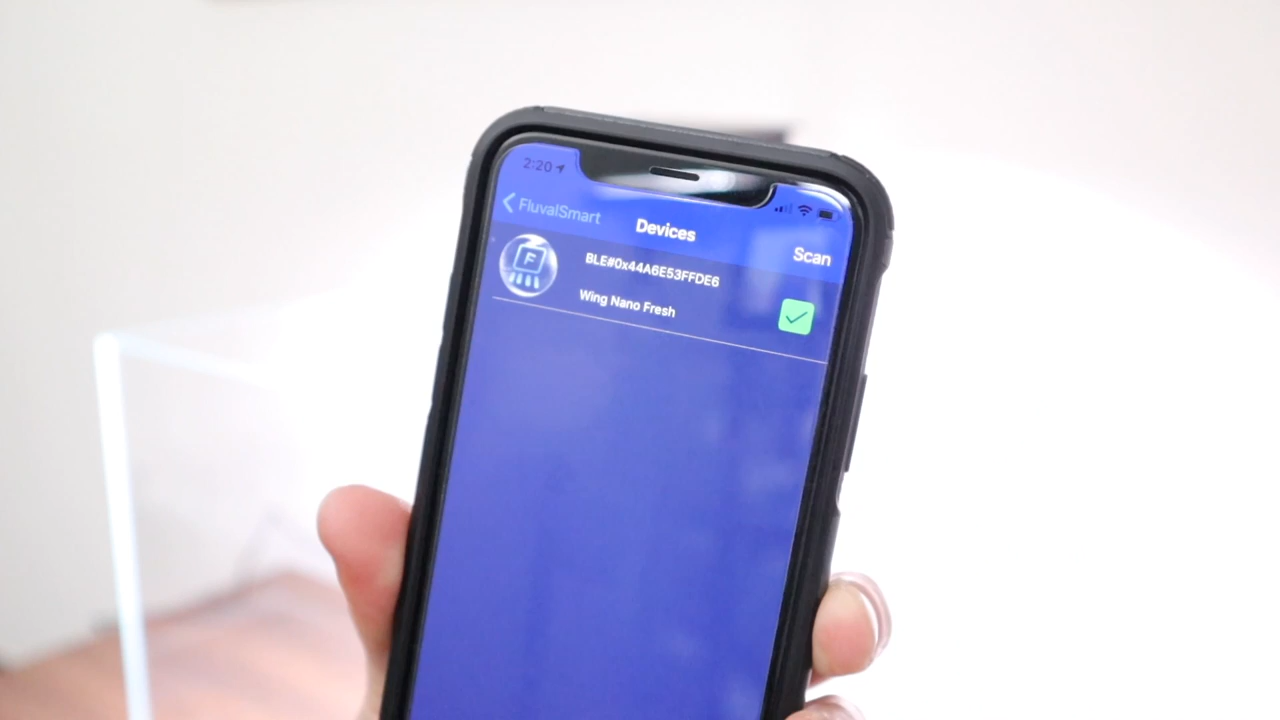 2:20
FluvalSmart
Devices
Scan
F
BLE#0x44A6E53FFDE6
Wing Nano Fresh